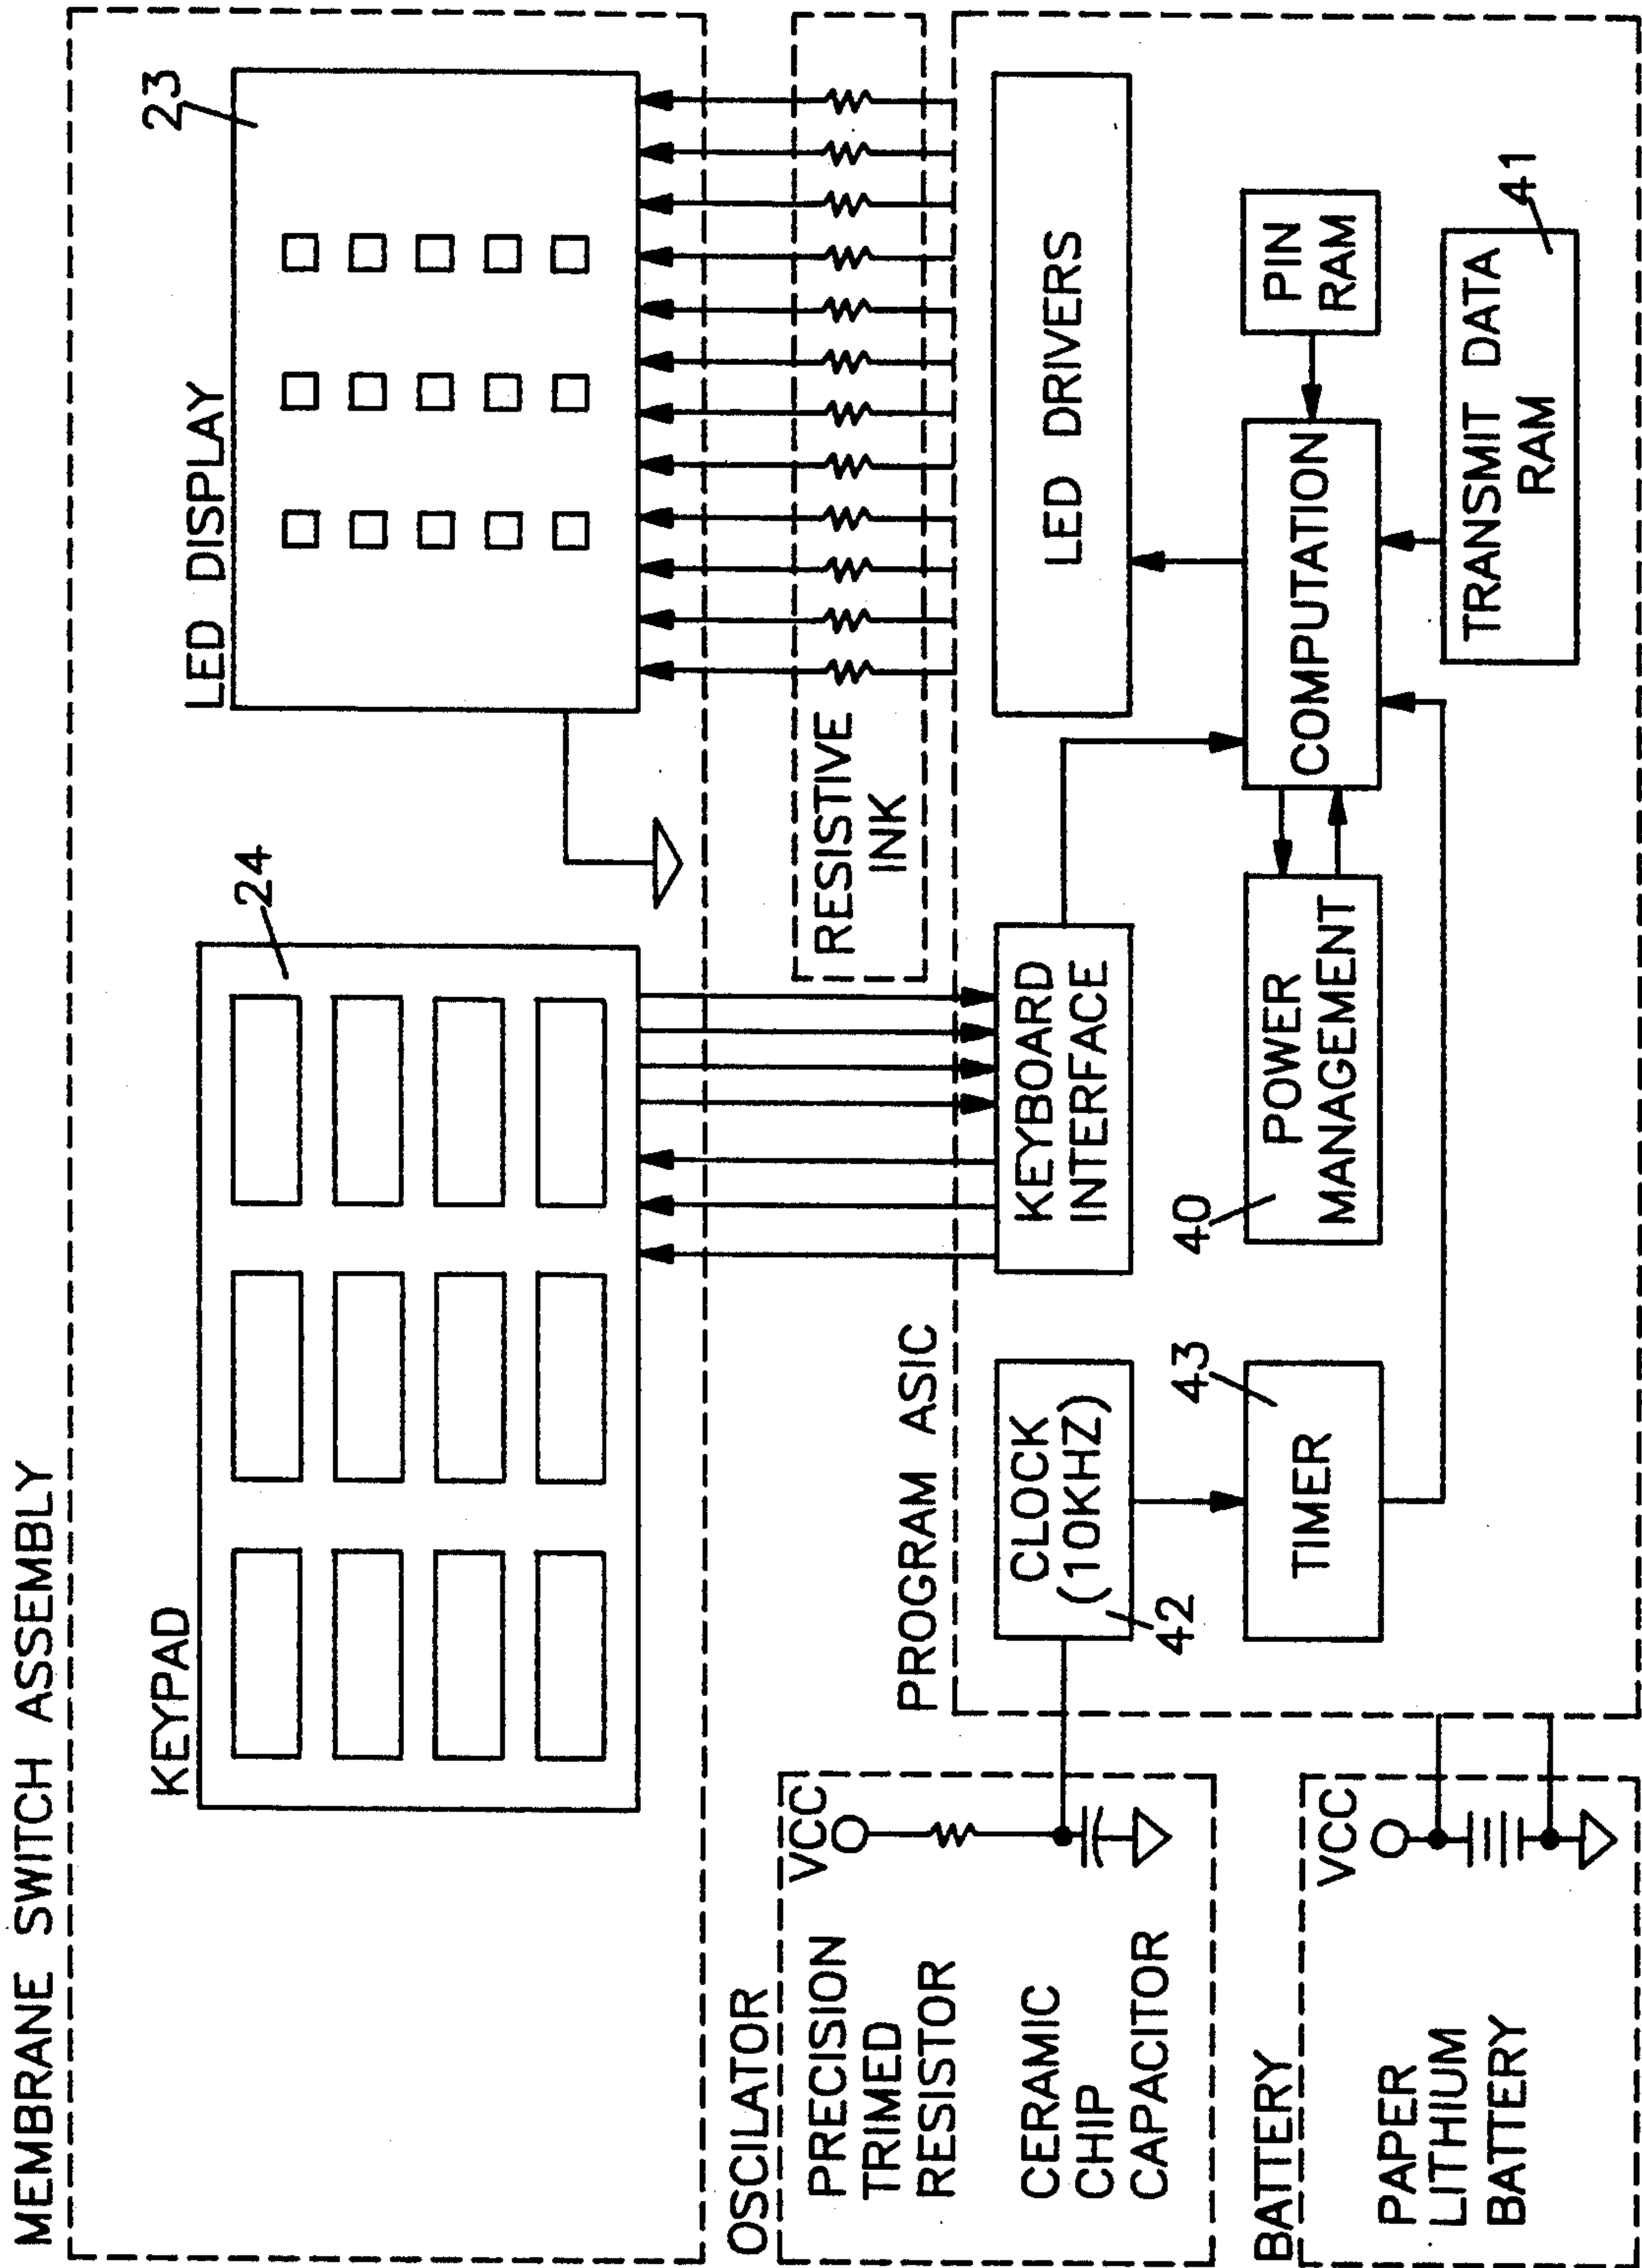 MEMBRANE SWITCH ASSEMBLY
KEYPAD
24
LED DISPLAY
23
RESISTIVE
INK
OSCILATOR
PRECISION
TRIMED
RESISTOR
CERAMIC
CHIP
CAPACITOR
VCC
PROGRAM ASIC
CLOCK
(10KHZ)
42
KEYBOARD
INTERFACE
LED DRIVERS
TIMER
43
POWER
MANAGEMENT
40
COMPUTATION
PIN
RAM
TRANSMIT DATA
RAM
41
BATTERY
PAPER
LITHIUM
BATTERY
VCC